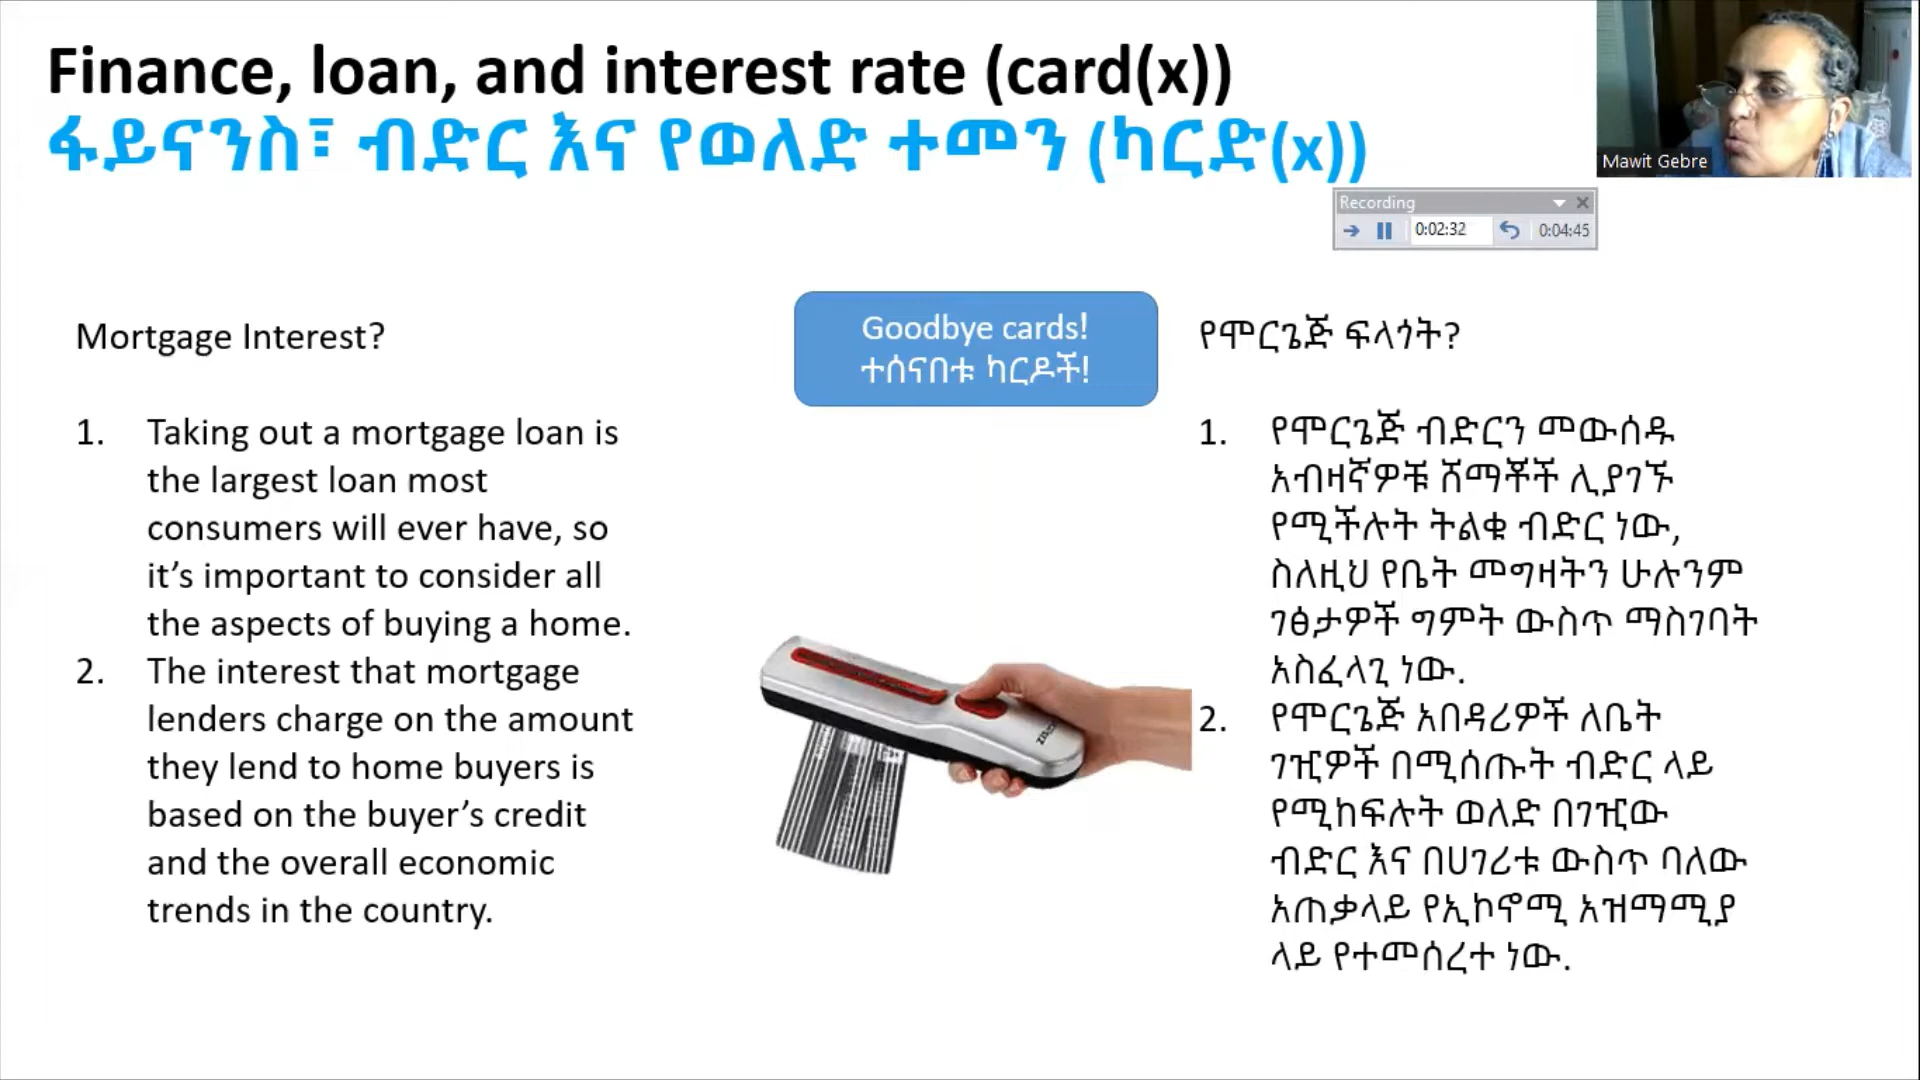 Finance, loan, and interest rate (card(x))
ፋይናንስ፣ ብድር እና የወለድ ተመን (ካርድ(x))
Mawit Gebre
Recording
0:02:32
0:04:45
Mortgage Interest?
1. Taking out a mortgage loan is
the largest loan most
consumers will ever have, so
it’s important to consider all
the aspects of buying a home.
2. The interest that mortgage
lenders charge on the amount
they lend to home buyers is
based on the buyer’s credit
and the overall economic
trends in the country.
Goodbye cards!
ተሰናበቱ ካርዶች!
የሞርጌጅ ፍላጎት?
1. የሞርጌጅ ብድርን መውሰዱ
አብዛኛዎቹ ሸማቾች ሊያገኙ
የሚችሉት ትልቁ ብድር ነው,
ስለዚህ የቤት መግዛትን ሁሉንም
ገፅታዎች ግምት ውስጥ ማስገባት
አስፈላጊ ነው.
2. የሞርጌጅ አበዳሪዎች ለቤት
ገዢዎች በሚሰጡት ብድር ላይ
የሚከፍሉት ወለድ በገዢው
ብድር እና በሀገሪቱ ውስጥ ባለው
አጠቃላይ የኢኮኖሚ አዝማሚያ
ላይ የተመሰረተ ነው.